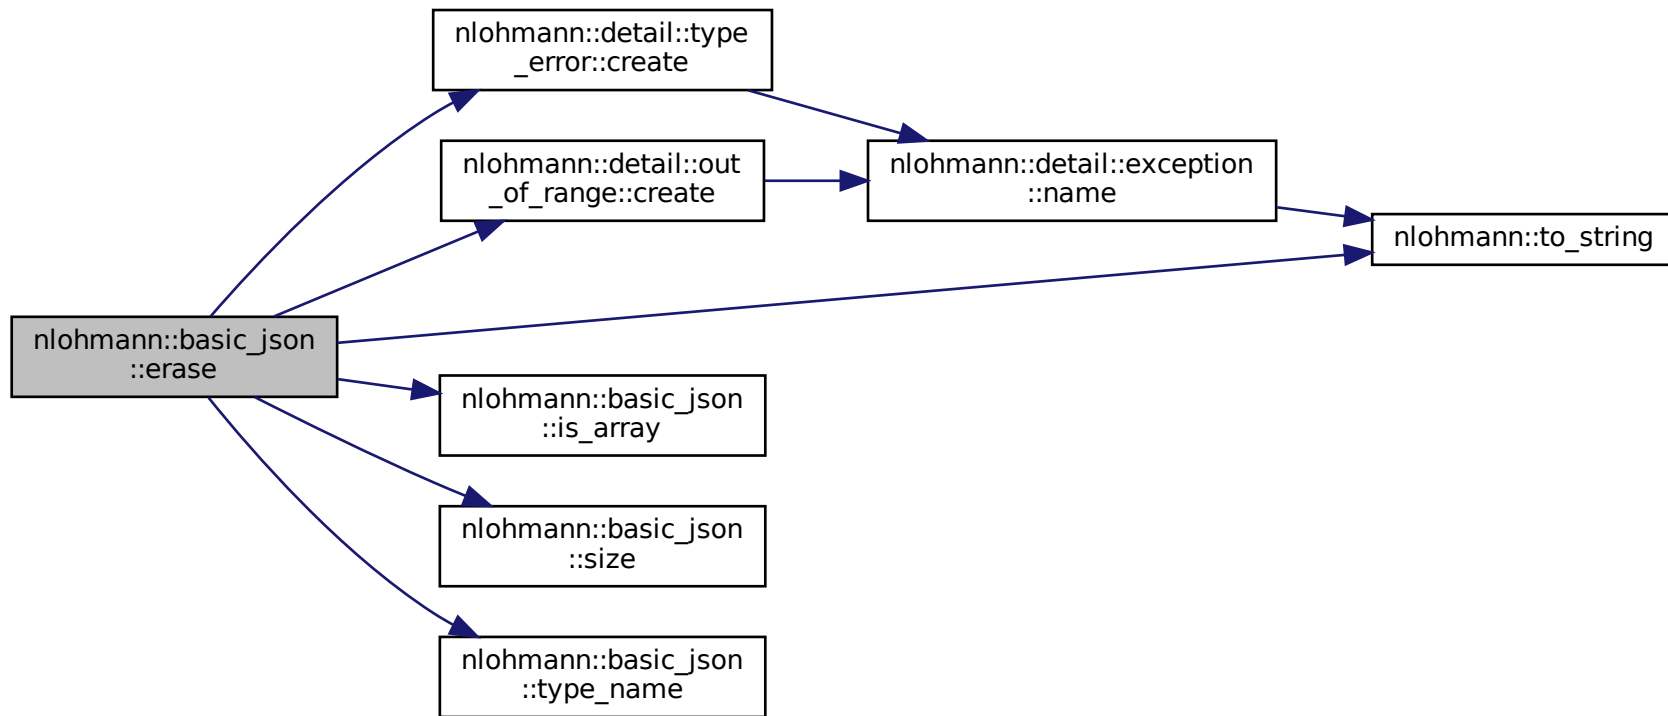 nlohmann::detail::type
_error::create
nlohmann::detail::out
_of_range::create
nlohmann::detail::exception
::name
nlohmann::to_string
nlohmann::basic_json
::erase
nlohmann::basic_json
::is_array
nlohmann::basic_json
::size
nlohmann::basic_json
::type_name